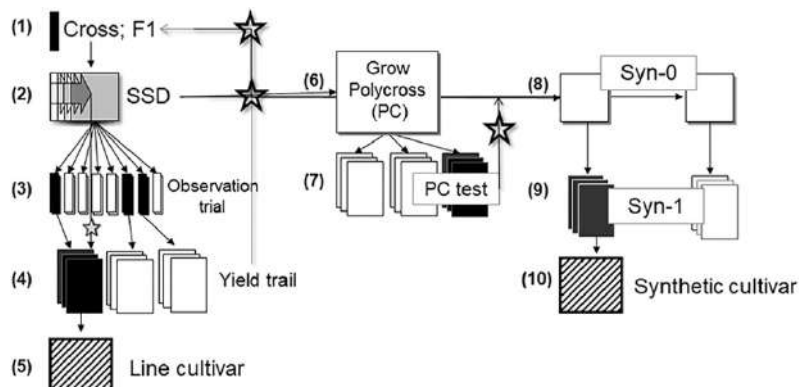 (1) Cross; F1
(2) SSD
(3) Observation
trial
(4) Yield trail
(5) Line cultivar
(6) Grow
Polycross
(PC)
(7) PC test
(8) Syn-0
(9) Syn-1
(10) Synthetic cultivar